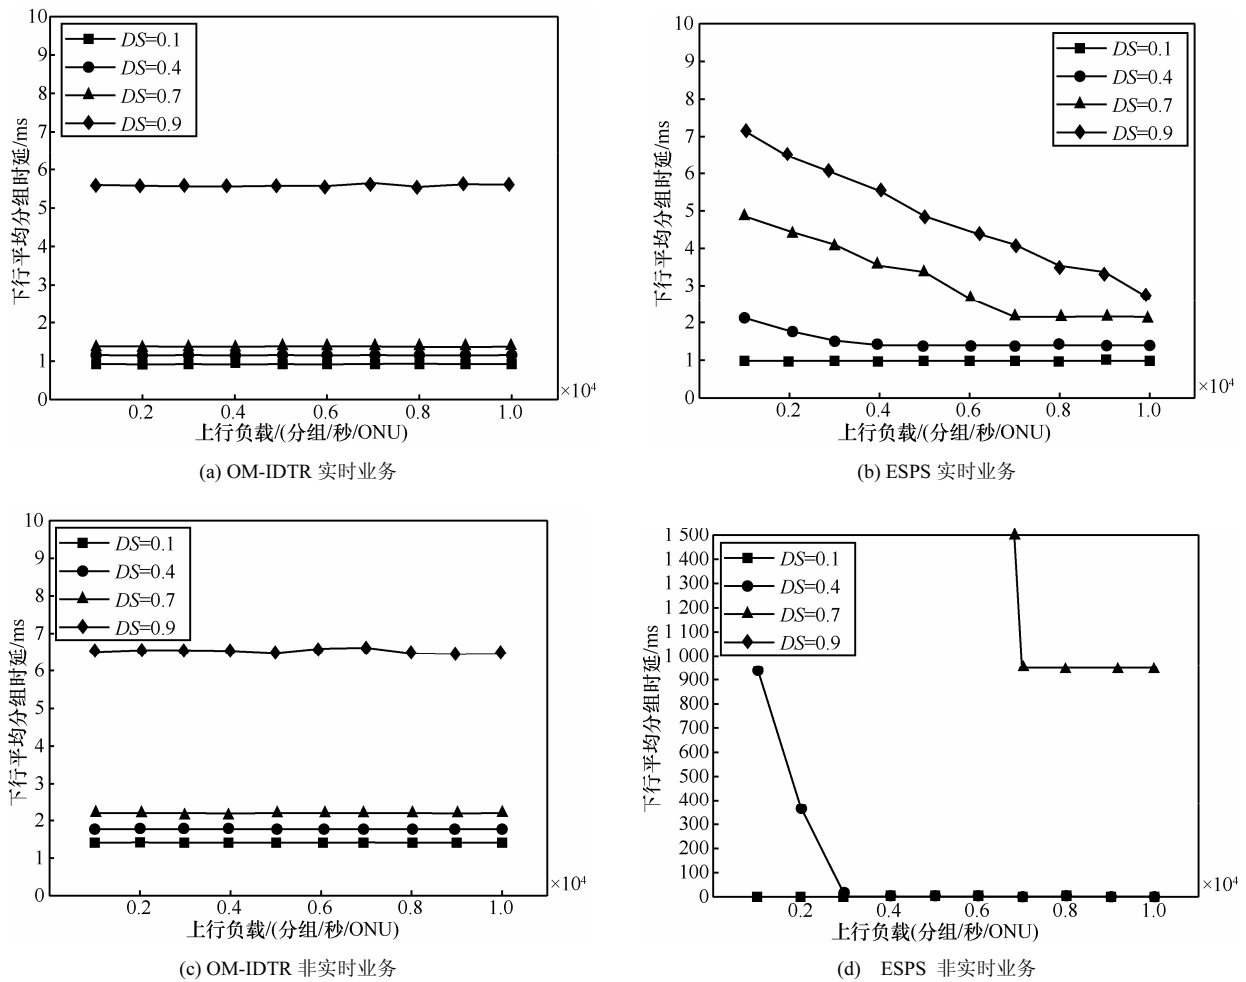 10
9
8
7
6
5
4
3
2
1
0
下行平均分组时延/ms
DS=0.1
DS=0.4
DS=0.7
DS=0.9
0.2 0.4 0.6 0.8 1.0
×10⁴
上行负载/(分组/秒/ONU)
(a) OM-IDTR 实时业务
10
9
8
7
6
5
4
3
2
1
0
下行平均分组时延/ms
DS=0.1
DS=0.4
DS=0.7
DS=0.9
0.2 0.4 0.6 0.8 1.0
×10⁴
上行负载/(分组/秒/ONU)
(b) ESPS 实时业务
10
9
8
7
6
5
4
3
2
1
0
下行平均分组时延/ms
DS=0.1
DS=0.4
DS=0.7
DS=0.9
0.2 0.4 0.6 0.8 1.0
×10⁴
上行负载/(分组/秒/ONU)
(c) OM-IDTR 非实时业务
1 500
1 400
1 300
1 200
1 100
1 000
900
800
700
600
500
400
300
200
100
0
下行平均分组时延/ms
DS=0.1
DS=0.4
DS=0.7
DS=0.9
0.2 0.4 0.6 0.8 1.0
×10⁴
上行负载(分组/秒/ONU)
(d) ESPS 非实时业务